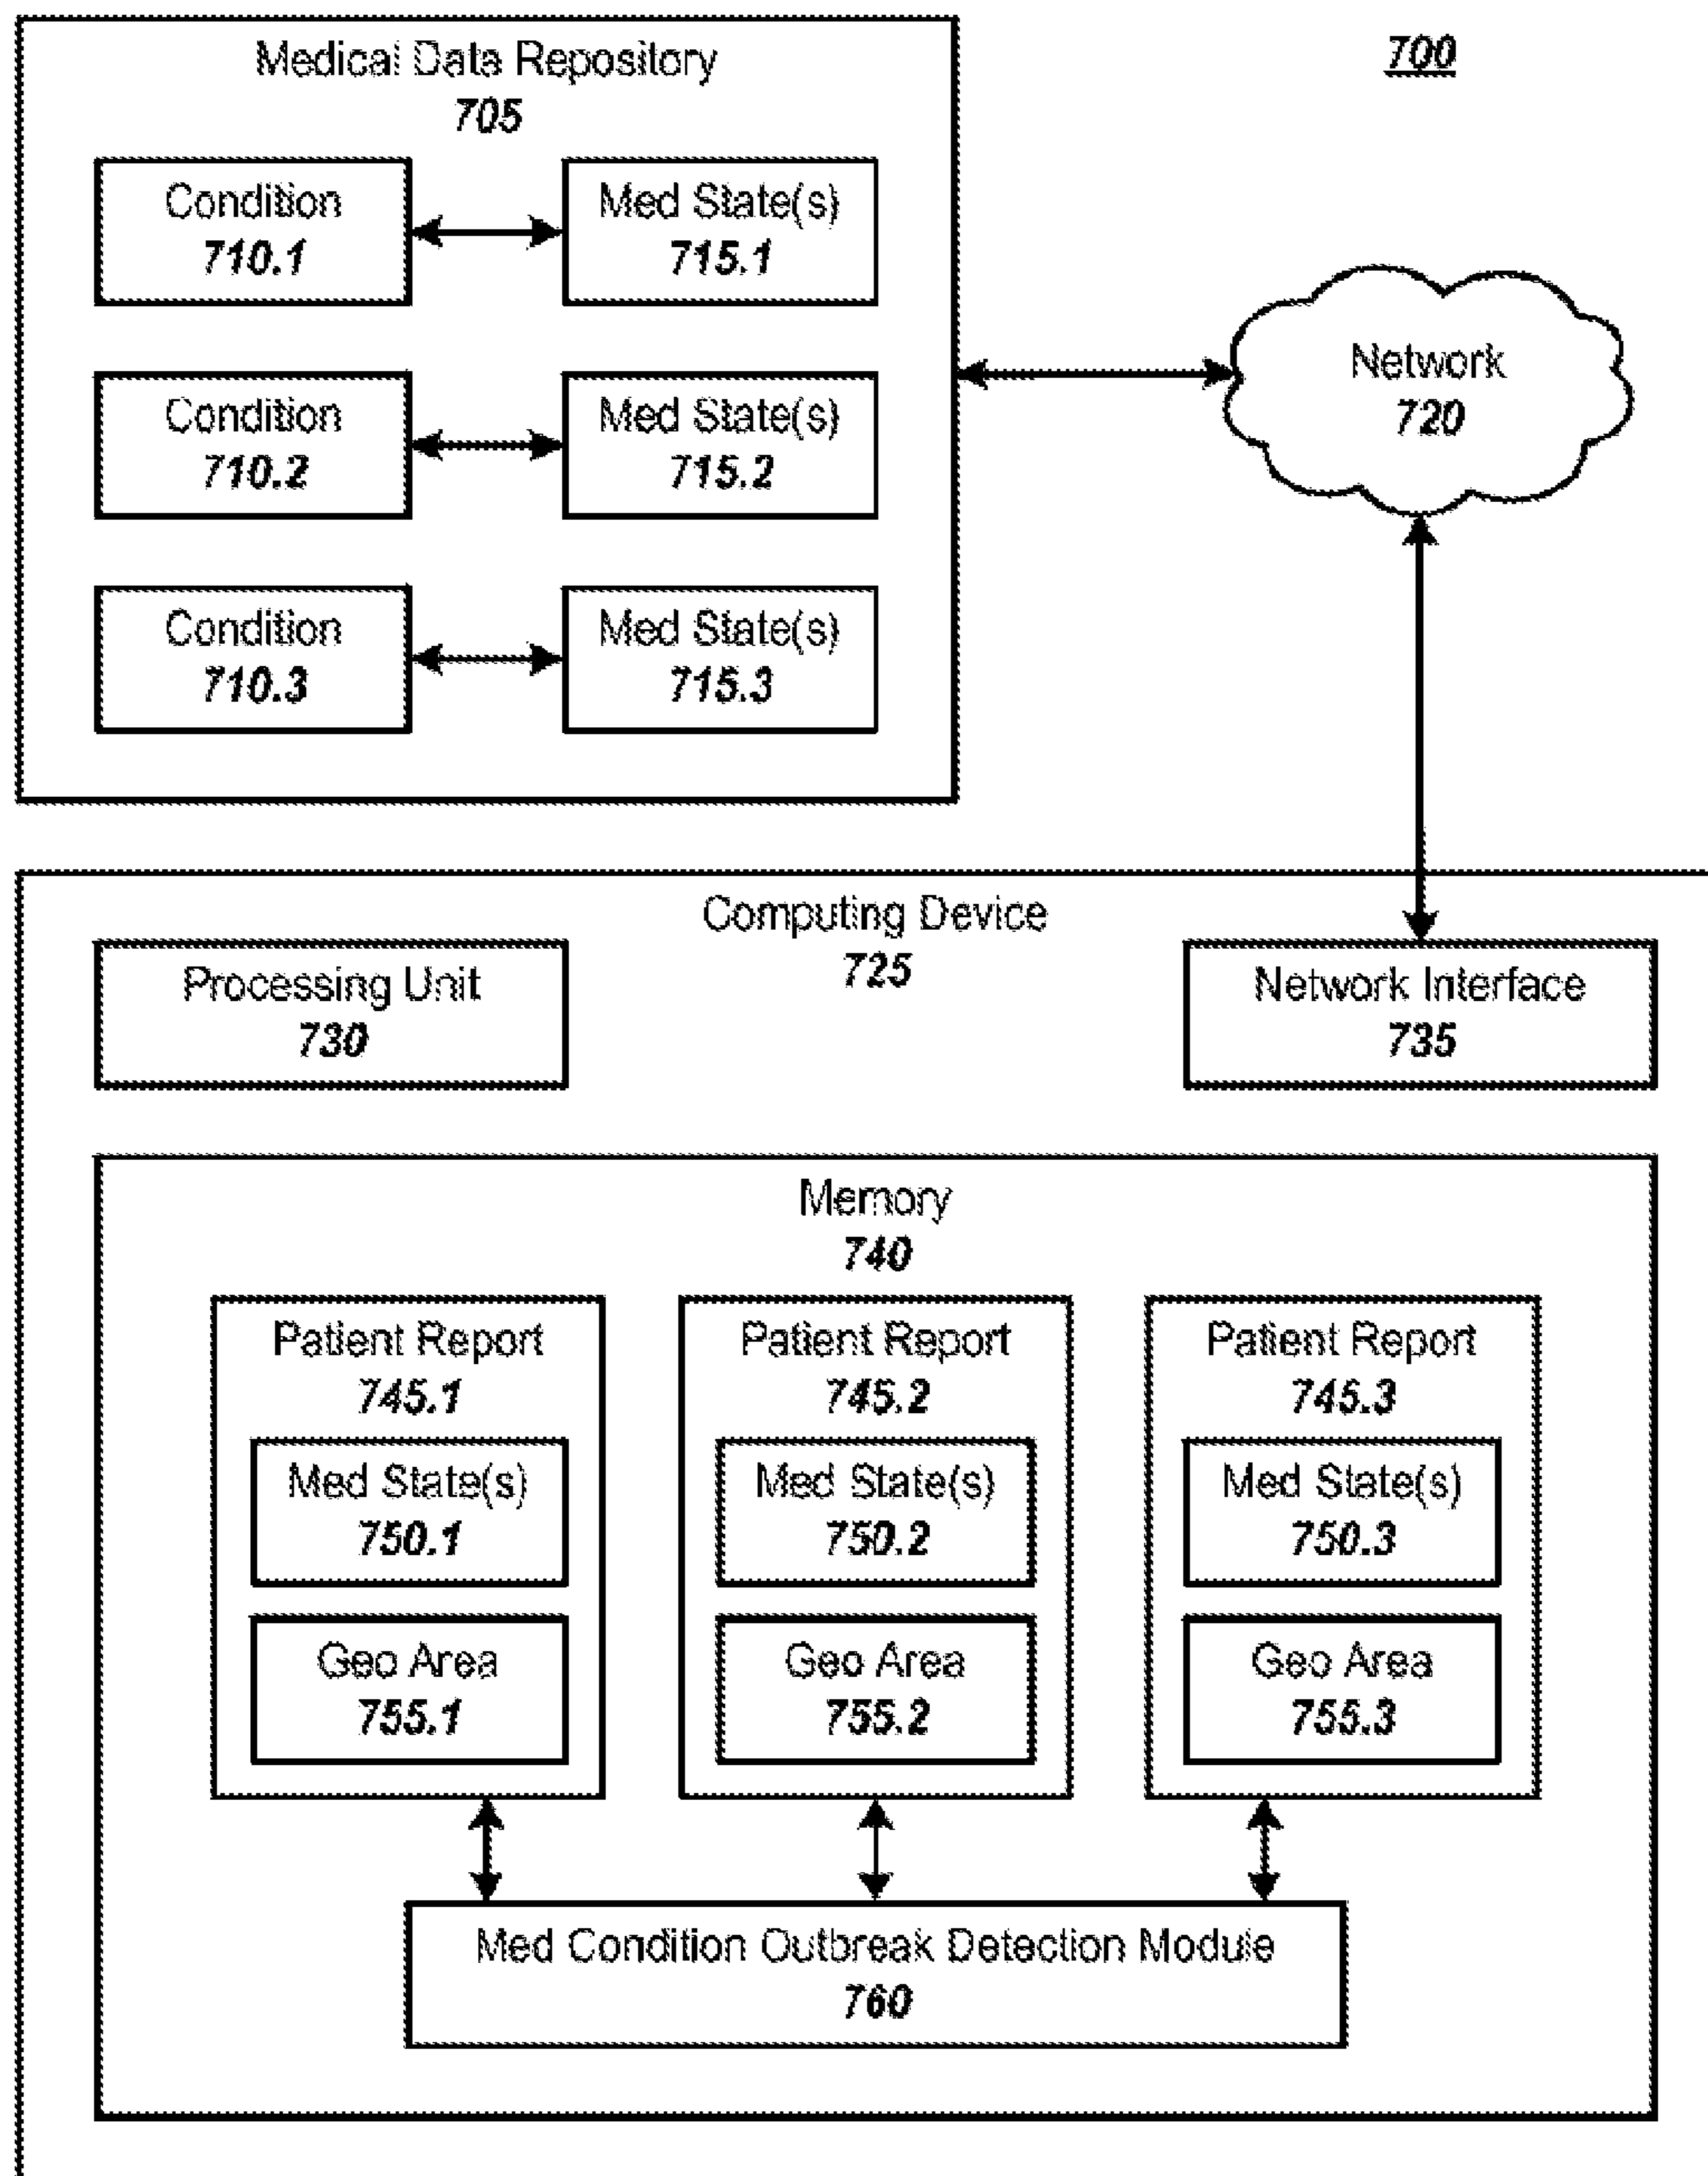 700
Medical Data Repository
705
Condition
710.1
Med State(s)
715.1
Condition
710.2
Med State(s)
715.2
Condition
710.3
Med State(s)
715.3
Network
720
Computing Device
725
Processing Unit
730
Network Interface
735
Memory
740
Patient Report
745.1
Med State(s)
750.1
Geo Area
755.1
Patient Report
745.2
Med State(s)
750.2
Geo Area
755.2
Patient Report
745.3
Med State(s)
750.3
Geo Area
755.3
Med Condition Outbreak Detection Module
760